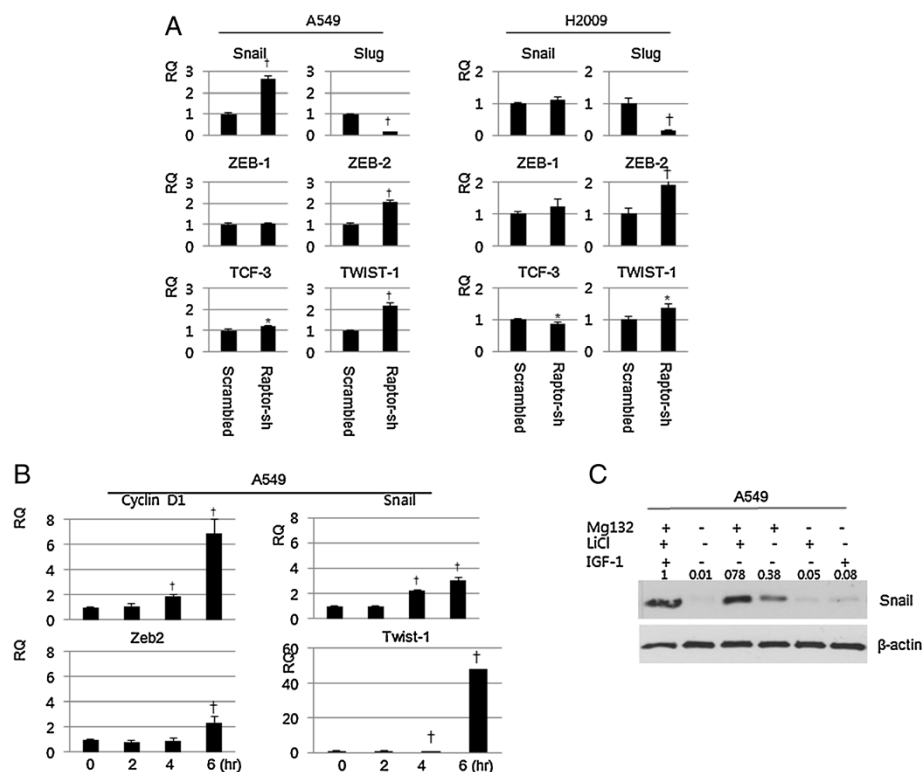 A
A549
H2009
Snail
Slug
Snail
Slug
RQ
3
2
1
0
†
3
2
1
0
†
RQ
2
1
0
2
1
0
†
ZEB-1
ZEB-2
ZEB-1
ZEB-2
RQ
3
2
1
0
3
2
1
0
†
RQ
2
1
0
2
1
0
†
TCF-3
TWIST-1
TCF-3
TWIST-1
RQ
3
2
1
0
*
3
2
1
0
†
RQ
2
1
0
*
2
1
0
*
Scrambled
Raptor-sh
Scrambled
Raptor-sh
Scrambled
Raptor-sh
Scrambled
Raptor-sh
B
A549
Cyclin D1
Snail
RQ
8
6
4
2
0
†
†
RQ
8
6
4
2
0
†
†
Zeb2
Twist-1
RQ
8
6
4
2
0
†
RQ
60
40
20
0
†
†
0 2 4 6 (hr)
0 2 4 6 (hr)
C
A549
Mg132 + - + + - -
LiCl + - + - + -
IGF-1 + - - - - +
1 0.01 078 0.38 0.05 0.08
Snail
β-actin